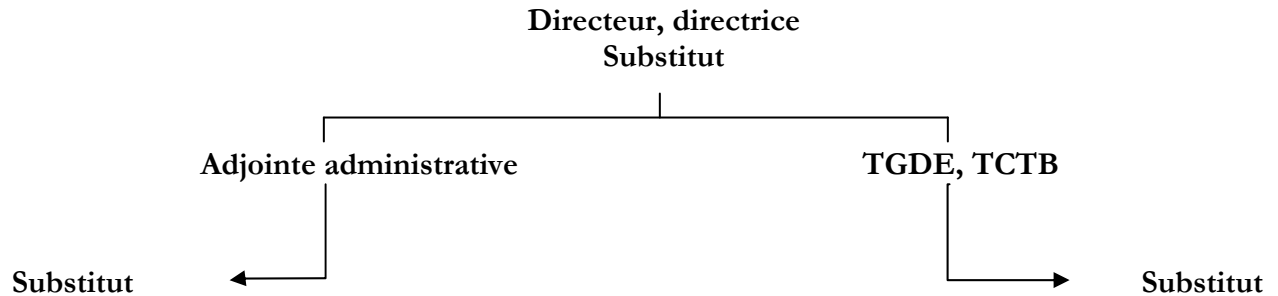 Directeur, directrice
Substitut
Adjointe administrative
TGDE, TCTB
Substitut
Substitut